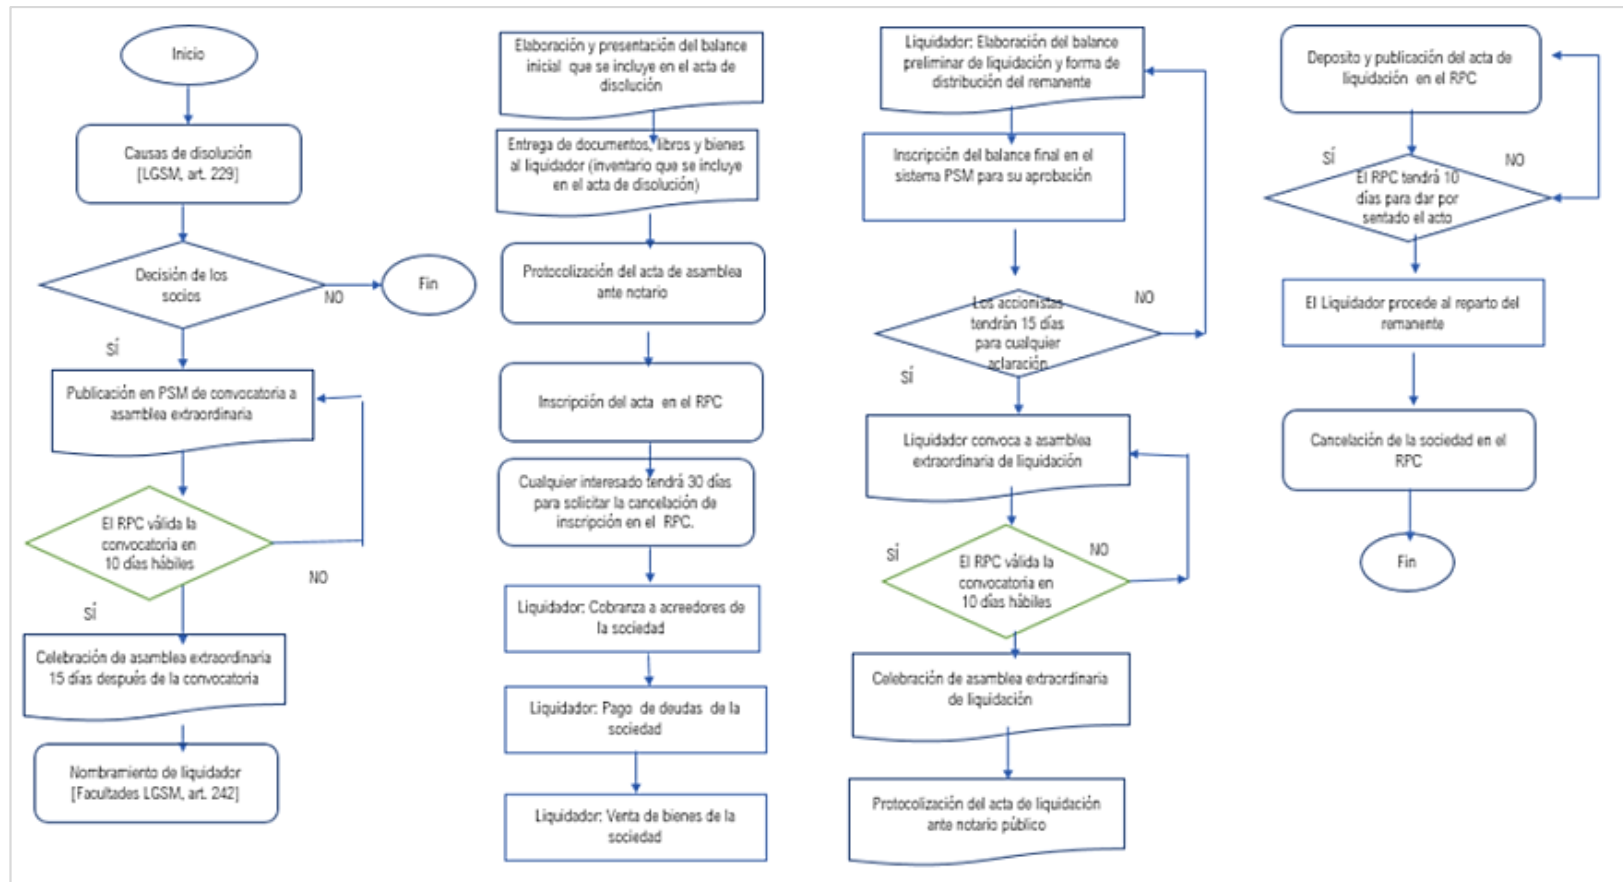 Inicio
Causas de disolución
[LGSM, art. 229]
Decisión de los
socios
NO
Fin
SÍ
Publicación en PSM de convocatoria a
asamblea extraordinaria
El RPC válida la
convocatoria en
10 días hábiles
NO
SÍ
Celebración de asamblea extraordinaria
15 días después de la convocatoria
Nombramiento de liquidador
[Facultades LGSM, art. 242]
Elaboración y presentación del balance
inicial que se incluye en el acta de
disolución
Entrega de documentos, libros y bienes
al liquidador (inventario que se incluye
en el acta de disolución)
Protocolización del acta de asamblea
ante notario
Inscripción del acta en el RPC
Cualquier interesado tendrá 30 días
para solicitar la cancelación de
inscripción en el RPC.
Liquidador: Cobranza a acreedores de
la sociedad
Liquidador: Pago de deudas de la
sociedad
Liquidador: Venta de bienes de la
sociedad
Liquidador: Elaboración del balance
preliminar de liquidación y forma de
distribución del remanente
Inscripción del balance final en el
sistema PSM para su aprobación
NO
Los accionistas
tendrán 15 días
para cualquier
aclaración
SÍ
Liquidador convoca a asamblea
extraordinaria de liquidación
SÍ
NO
El RPC válida la
convocatoria en
10 días hábiles
Celebración de asamblea extraordinaria
de liquidación
Protocolización del acta de liquidación
ante notario público
Deposito y publicación del acta de
liquidación en el RPC
SÍ
NO
El RPC tendrá 10
días para dar por
sentado el acto
El Liquidador procede al reparto del
remanente
Cancelación de la sociedad en el
RPC
Fin